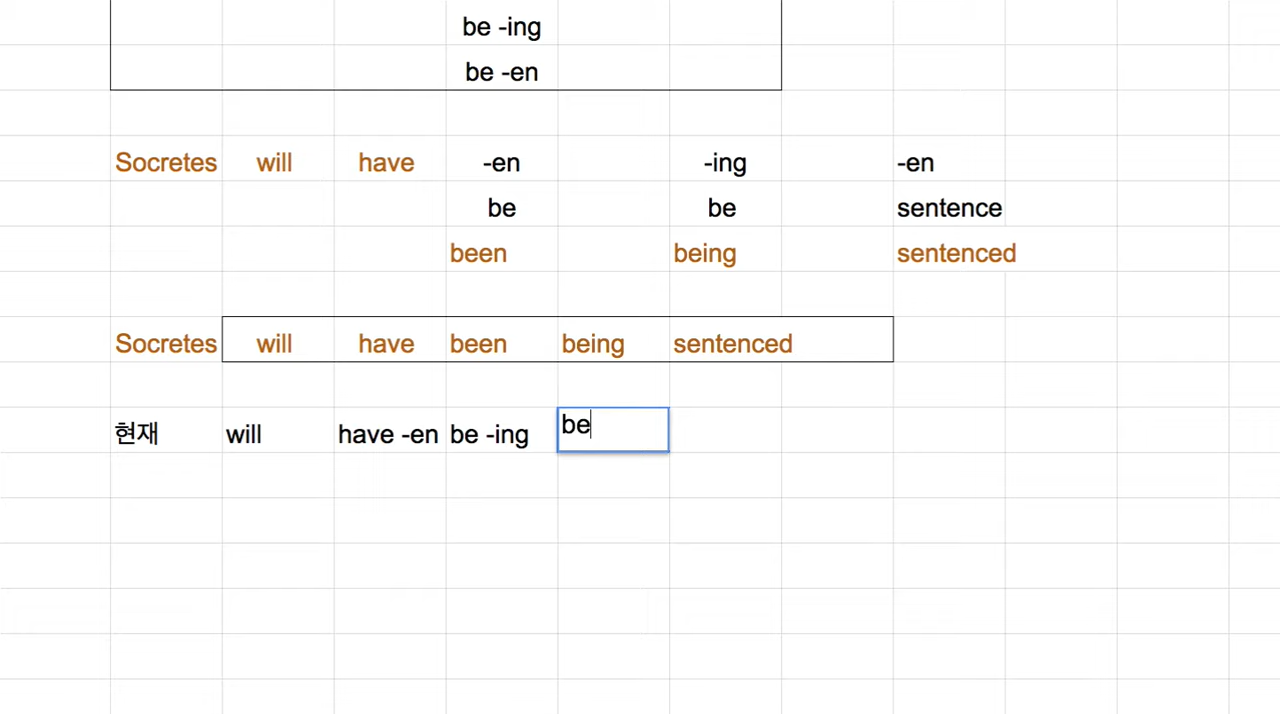 be -ing
be -en
Socretes will have -en -ing -en
be be sentence
been being sentenced
Socretes will have been being sentenced
현재 will have -en be -ing be